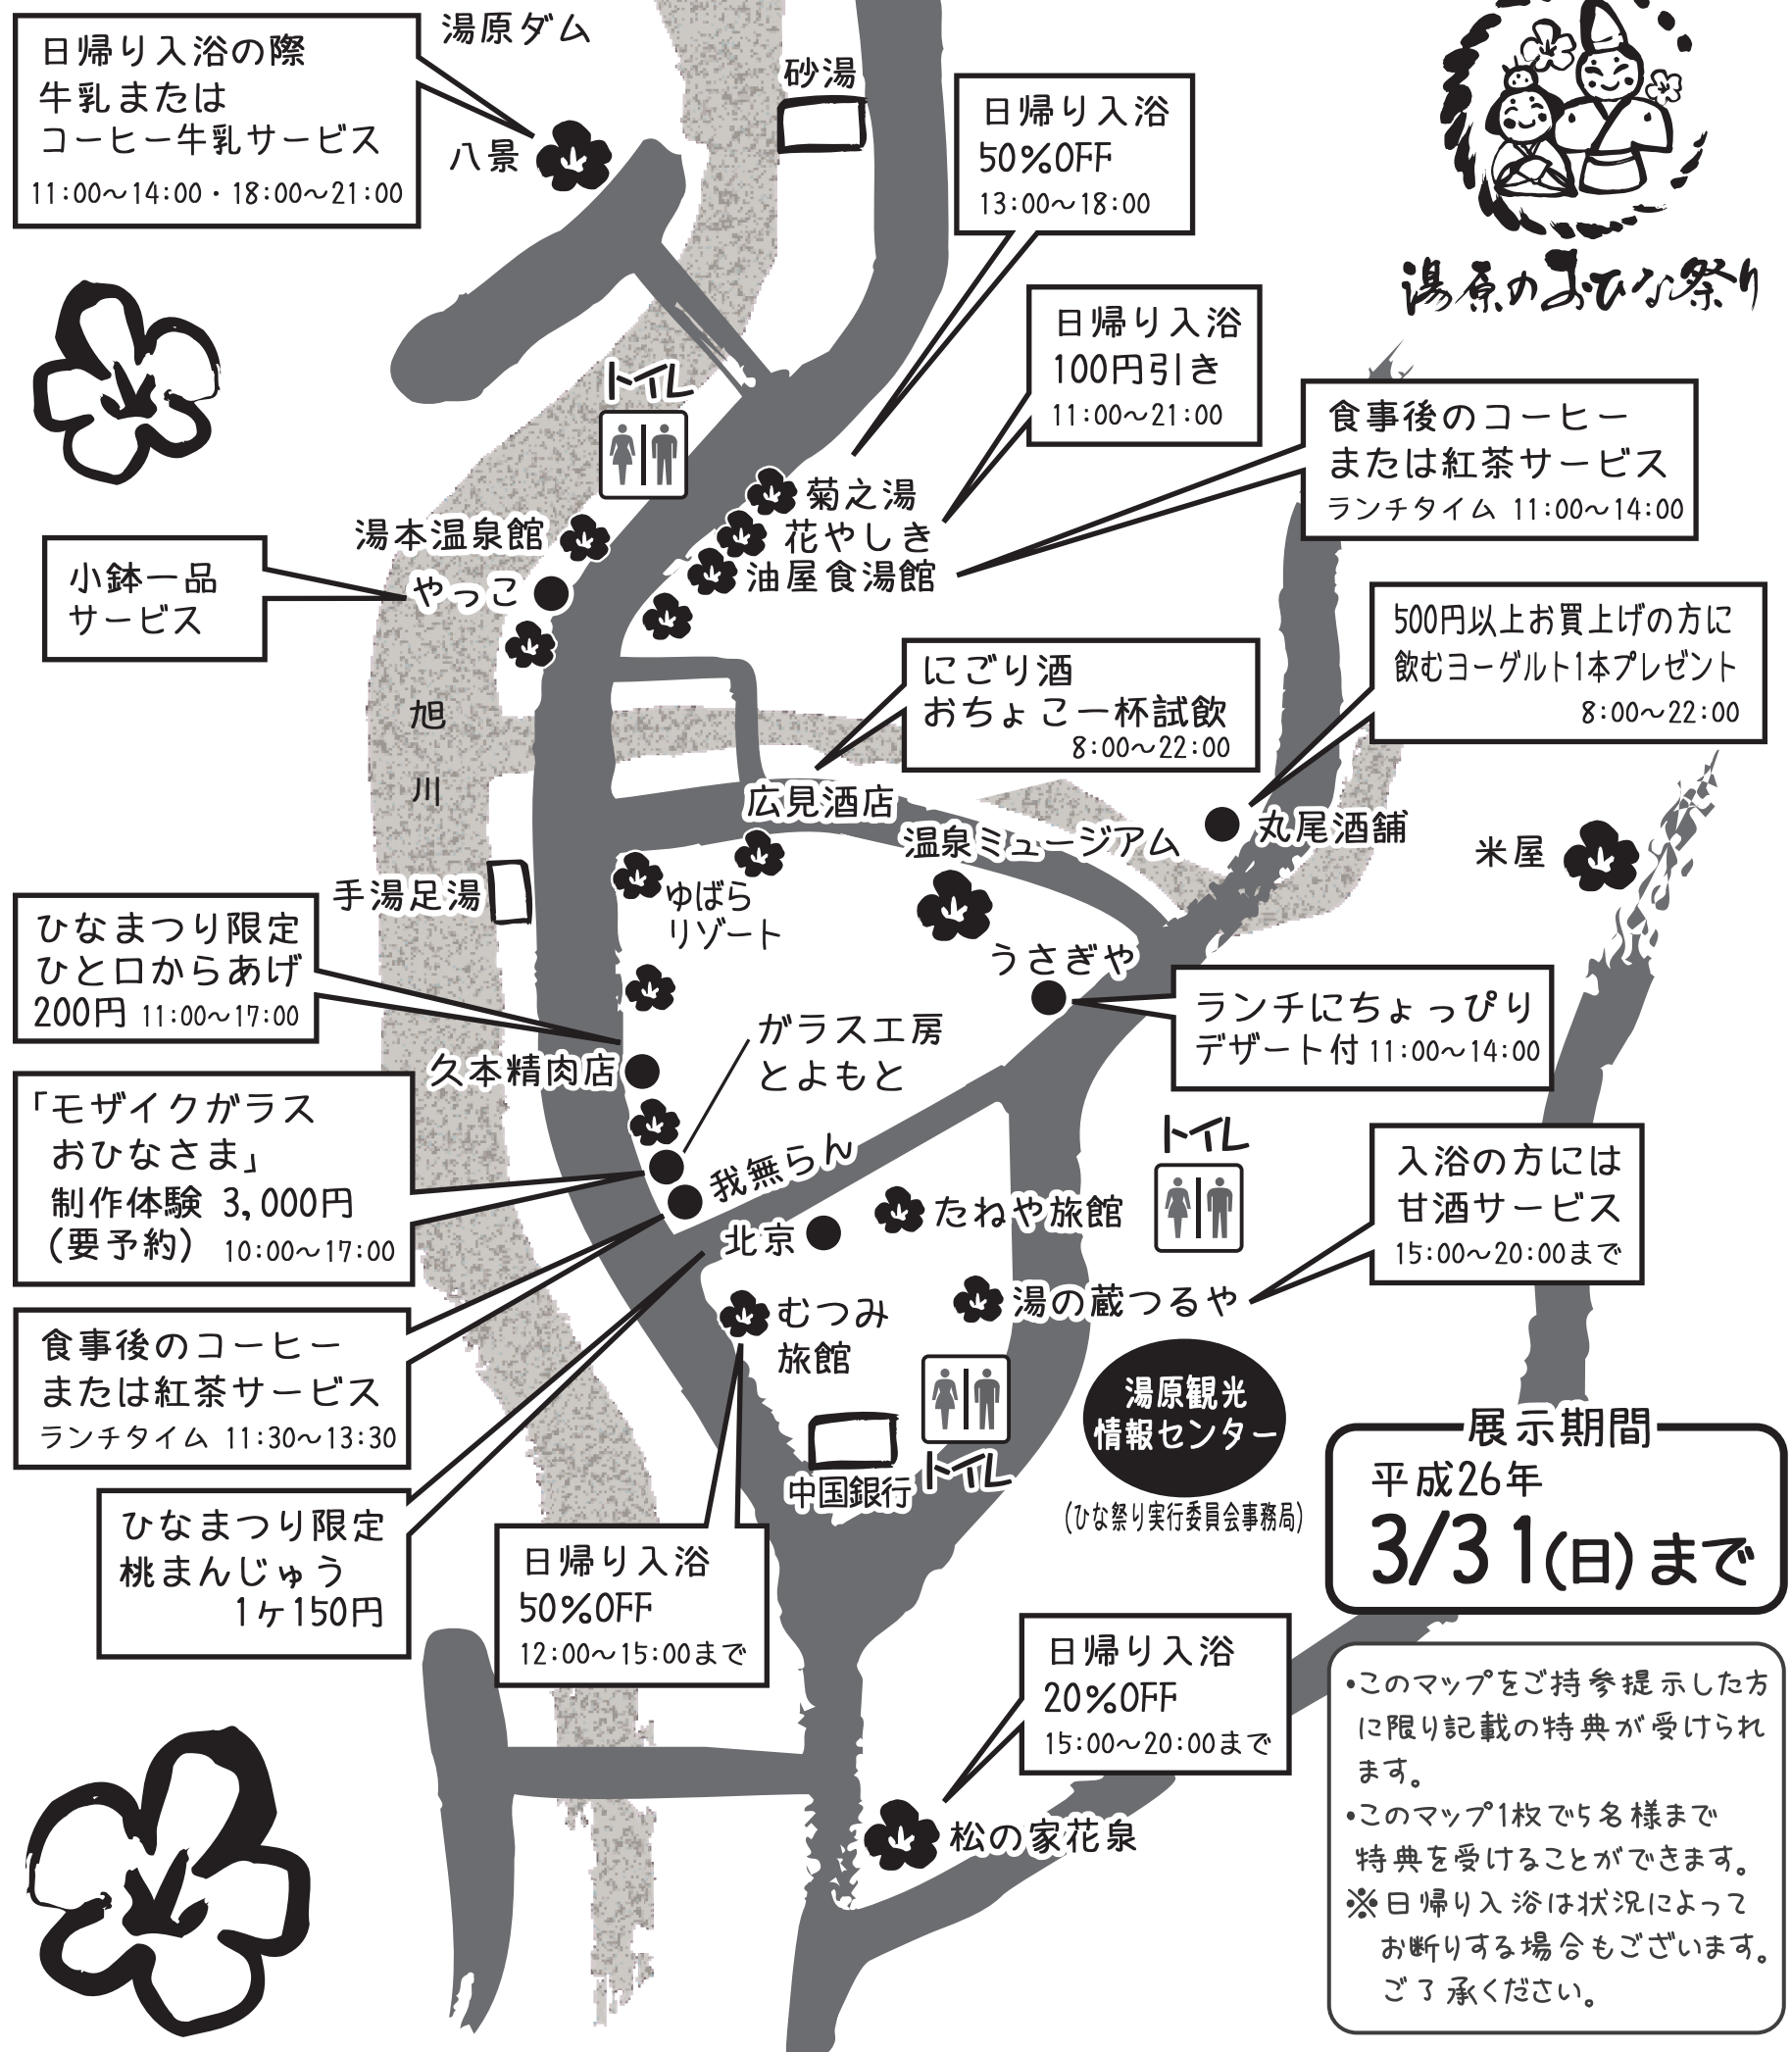 日帰り入浴の際
牛乳または
コーヒー牛乳サービス
11:00～14:00・18:00～21:00
湯原ダム
八景
砂湯
日帰り入浴
50%OFF
13:00～18:00
湯原のおひな祭り
日帰り入浴
100円引き
11:00～21:00
トイレ
食事後のコーヒー
または紅茶サービス
ランチタイム 11:00～14:00
菊之湯
花やしき
油屋食湯館
湯本温泉館
やっこ
小鉢一品
サービス
500円以上お買上げの方に
飲むヨーグルト1本プレゼント
8:00～22:00
にごり酒
おちょこ一杯試飲
8:00～22:00
旭川
広見酒店
温泉ミュージアム
丸尾酒舗
米屋
手湯足湯
ゆばら
リゾート
ひなまつり限定
ひと口からあげ
200円 11:00～17:00
うさぎや
ランチにちょっぴり
デザート付 11:00～14:00
ガラス工房
とよもと
久本精肉店
「モザイクガラス
おひなさま」
制作体験 3,000円
(要予約) 10:00～17:00
我無らん
北京
たねや旅館
トイレ
入浴の方には
甘酒サービス
15:00～20:00まで
湯の蔵つるや
むつみ
旅館
食事後のコーヒー
または紅茶サービス
ランチタイム 11:30～13:30
湯原観光
情報センター
(ひな祭り実行委員会事務局)
中国銀行
トイレ
ひなまつり限定
桃まんじゅう
1ヶ150円
日帰り入浴
50%OFF
12:00～15:00まで
展示期間
平成26年
3/31(日)まで
日帰り入浴
20%OFF
15:00～20:00まで
松の家花泉
•このマップをご持参提示した方
に限り記載の特典が受けられ
ます。
•このマップ1枚で5名様まで
特典を受けることができます。
※日帰り入浴は状況によって
お断りする場合もございます。
ご了承ください。